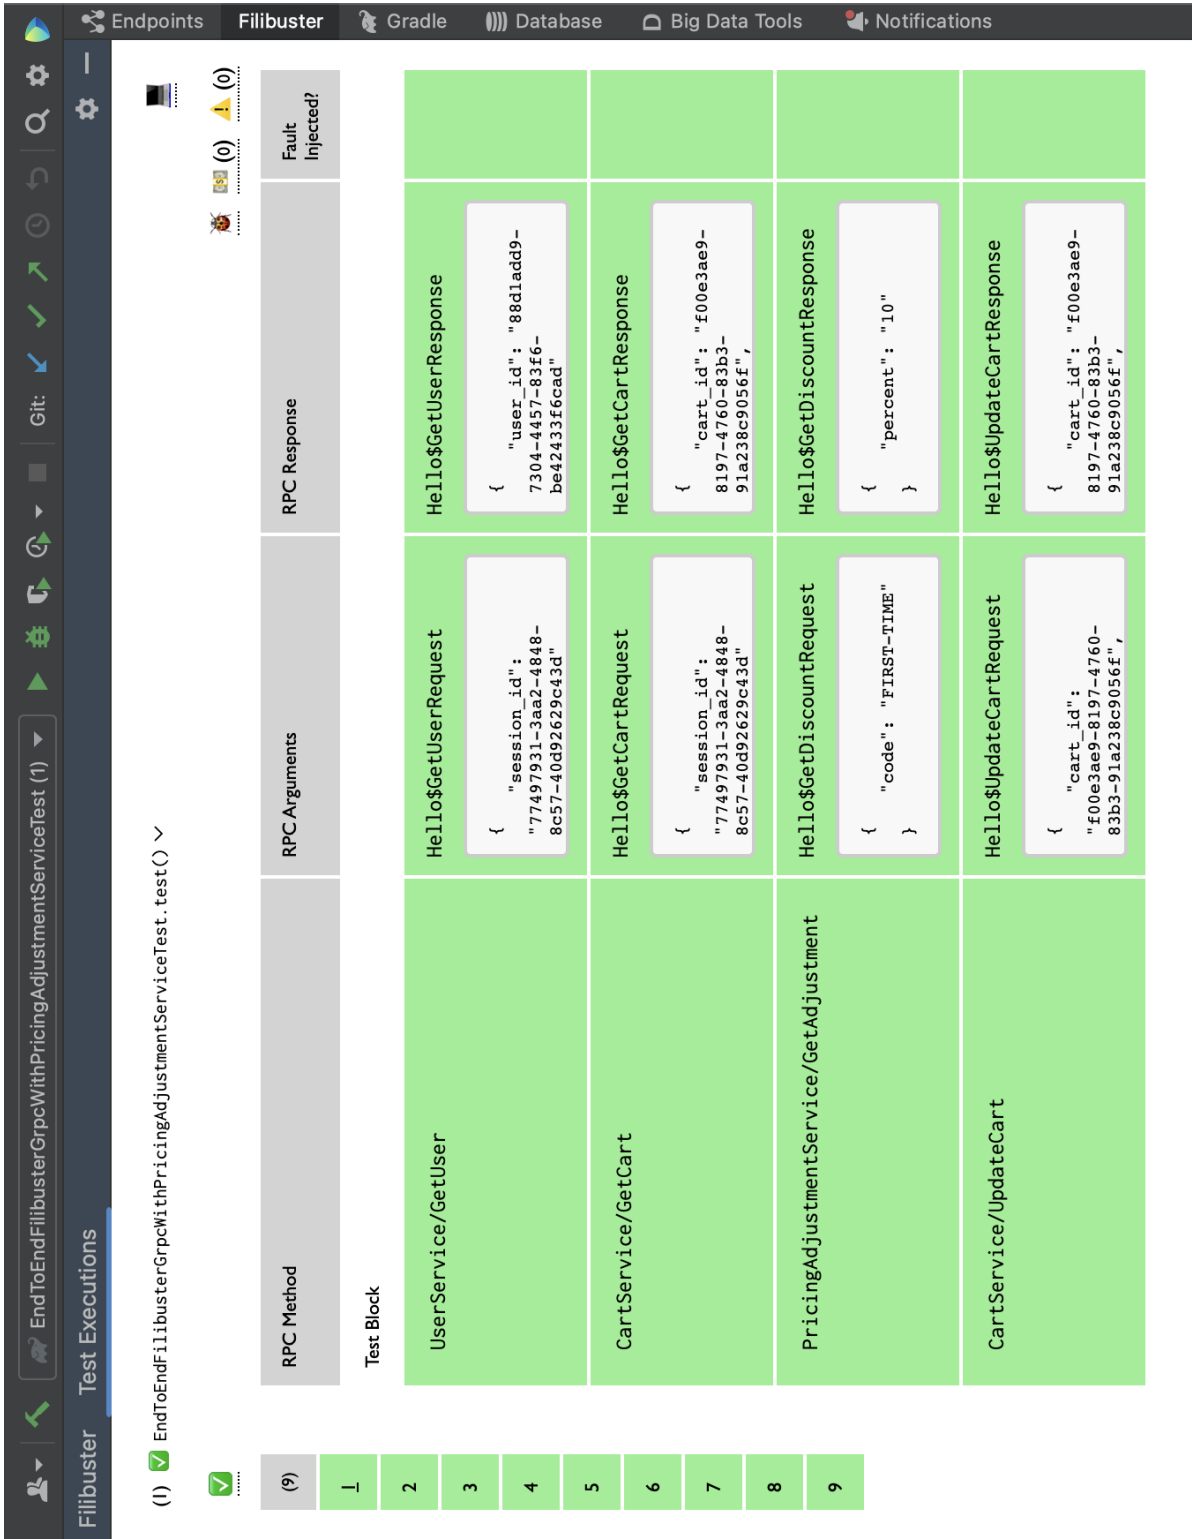 EndToEndFilibusterGrpcWithPricingAdjustmentServiceTest (1)
Git:
Filibuster
Test Executions
Endpoints
Filibuster
Gradle
Database
Big Data Tools
Notifications
(1) EndToEndFilibusterGrpcWithPricingAdjustmentServiceTest.test()
(0)
(0)
(9)
1
2
3
4
5
6
7
8
9
RPC Method
RPC Arguments
RPC Response
Fault
Injected?
Test Block
UserService/GetUser
Hello$GetUserRequest
{
"session_id":
"77497931-3aa2-4848-
8c57-40d92629c43d"
Hello$GetUserResponse
{
"user_id": "88d1add9-
7304-4457-83f6-
be42433f6cad"
CartService/GetCart
Hello$GetCartRequest
{
"session_id":
"77497931-3aa2-4848-
8c57-40d92629c43d"
Hello$GetCartResponse
{
"cart_id": "f00e3ae9-
8197-4760-83b3-
91a238c9056f",
PricingAdjustmentService/GetAdjustment
Hello$GetDiscountRequest
{
"code": "FIRST-TIME"
}
Hello$GetDiscountResponse
{
"percent": "10"
}
CartService/UpdateCart
Hello$UpdateCartRequest
{
"cart_id":
"f00e3ae9-8197-4760-
83b3-91a238c9056f",
Hello$UpdateCartResponse
{
"cart_id": "f00e3ae9-
8197-4760-83b3-
91a238c9056f",